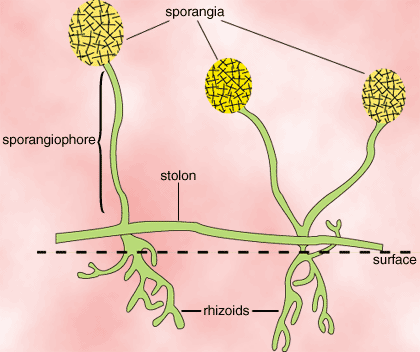 sporangia
sporangiophore
stolon
surface
rhizoids